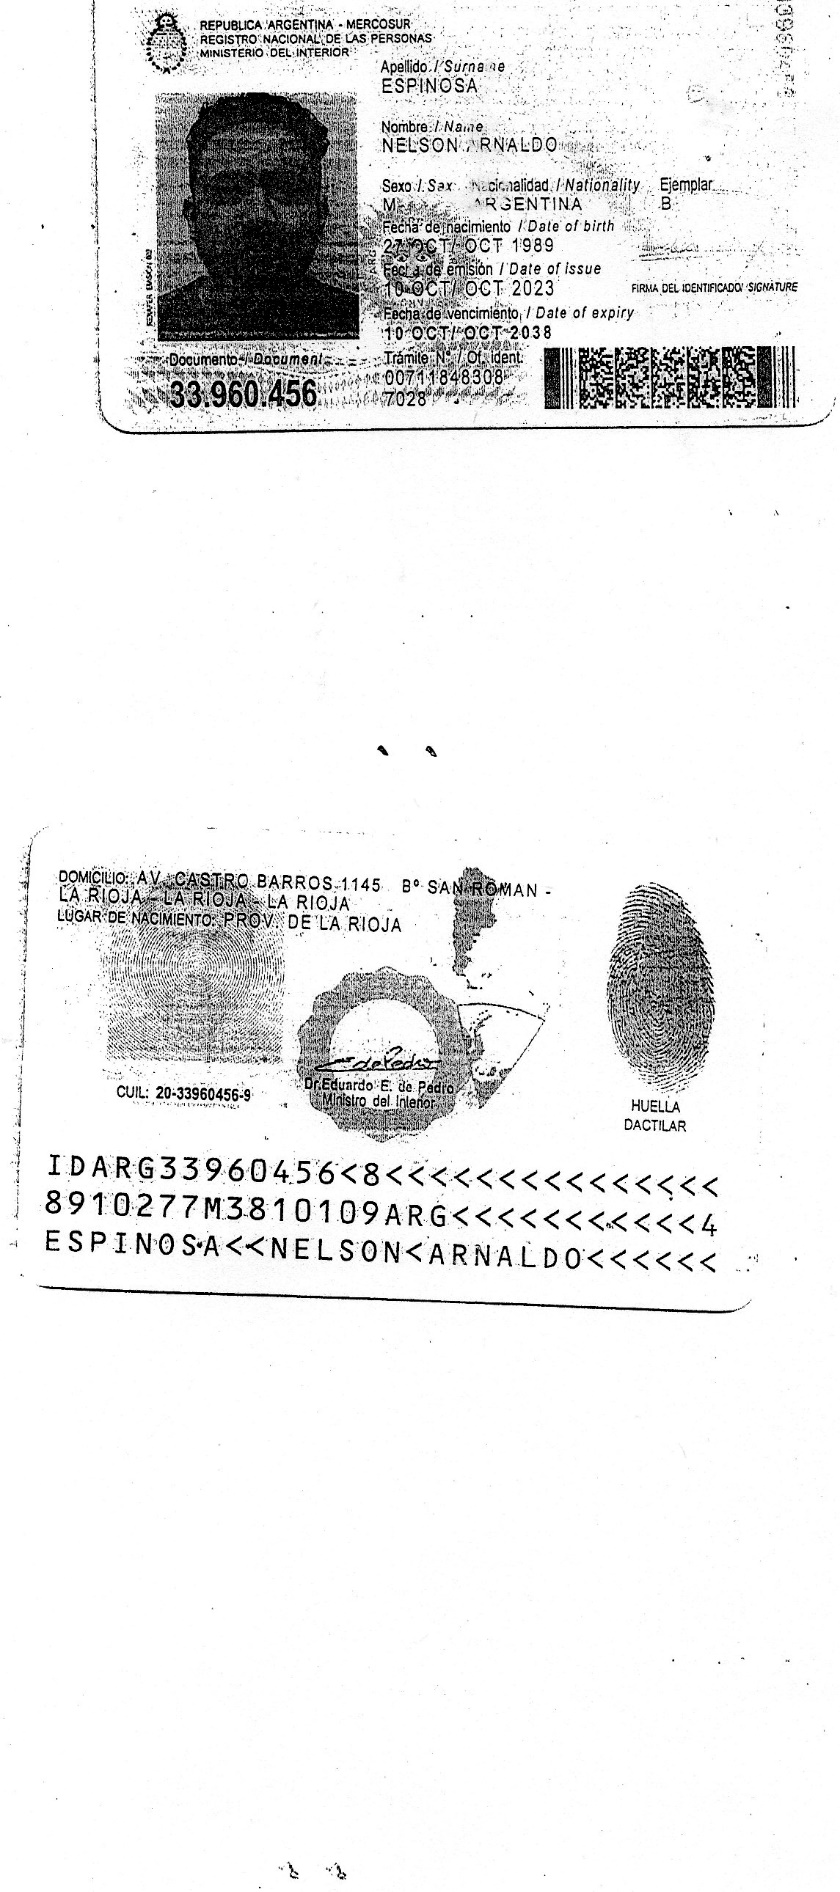 REPUBLICA ARGENTINA - MERCOSUR
REGISTRO NACIONAL DE LAS PERSONAS
MINISTERIO DEL INTERIOR
Apellido / Surname
ESPINOSA
Nombre / Name
NELSON ARNALDO
Sexo / Sex Nacionalidad / Nationality Ejemplar
M ARGENTINA B
Fecha de nacimiento / Date of birth
27 OCT/ OCT 1989
Fecha de emisión / Date of issue
10 OCT/ OCT 2023
FIRMA DEL IDENTIFICADO/ SIGNATURE
Fecha de vencimiento / Date of expiry
10 OCT/ OCT 2038
Documento / Document
33.960.456
Trámite N° / Of. ident.
00711848308
7028
DOMICILIO: AV. CASTRO BARROS 1145 Bº SAN ROMAN -
LA RIOJA - LA RIOJA - LA RIOJA
LUGAR DE NACIMIENTO: PROV. DE LA RIOJA
CUIL: 20-33960456-9
Dr. Eduardo E. de Pedro
Ministro del Interior
HUELLA
DACTILAR
IDARG33960456<8<<<<<<<<<<<<<<<
8910277M3810109ARG<<<<<<<<<<<4
ESPINOSA<<NELSON<ARNALDO<<<<<<